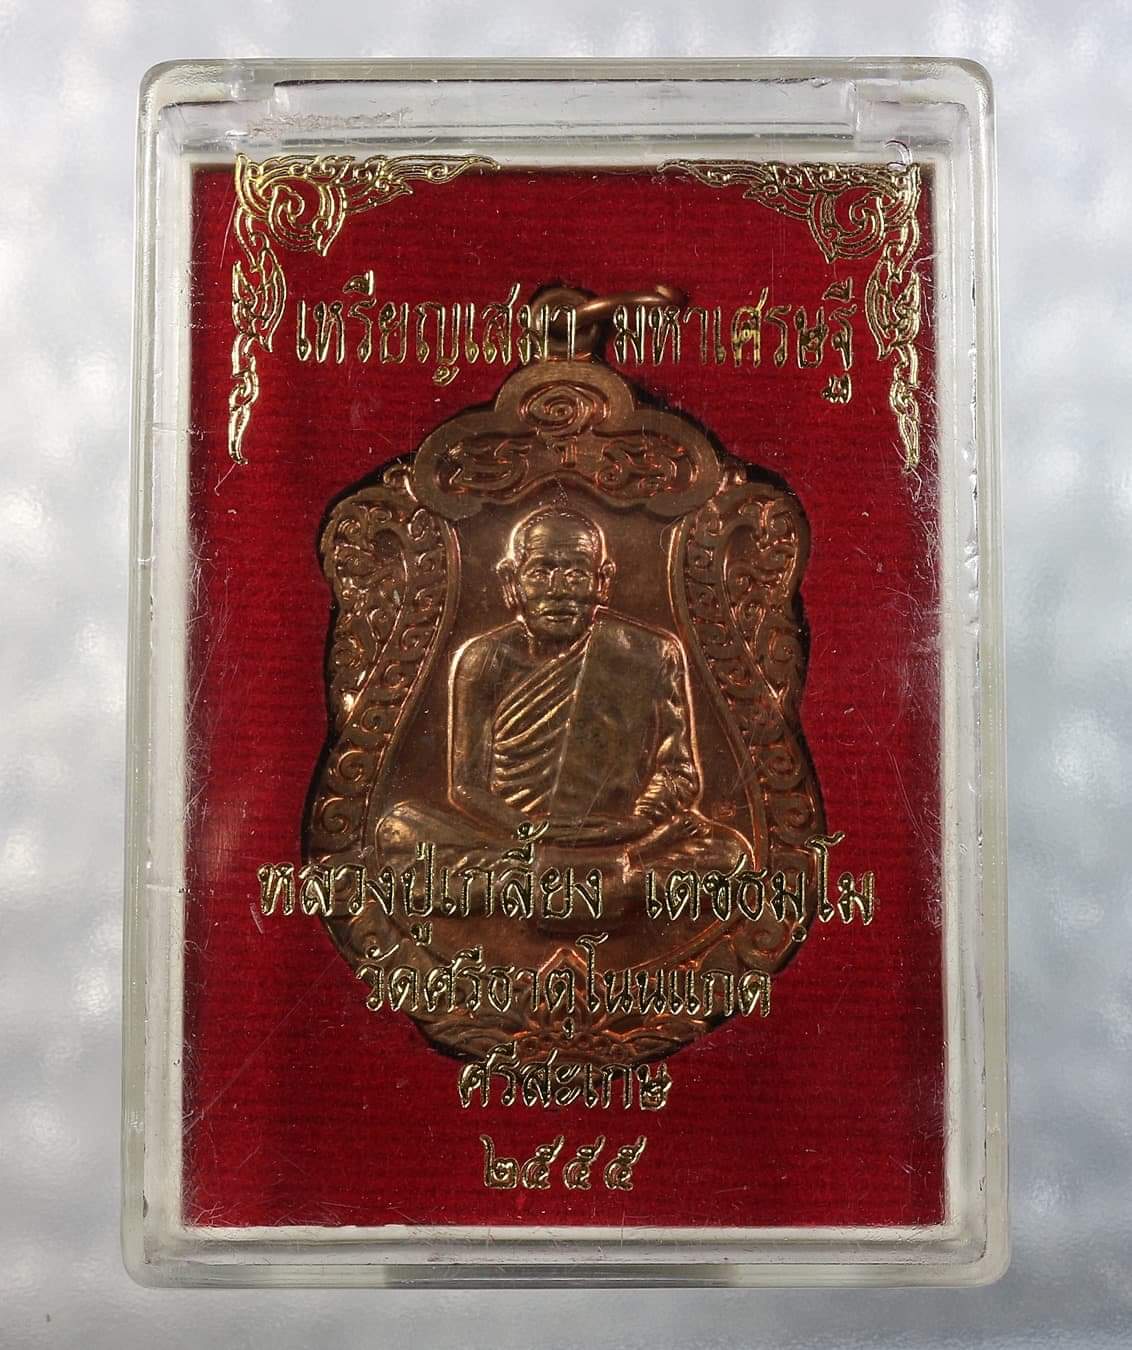 เหรียญเสมา มหาเศรษฐี
หลวงปู่เกลี้ยง เตชธมฺโม
วัดศรีธาตุโนนแกด
ศรีสะเกษ
๒๕๕๕